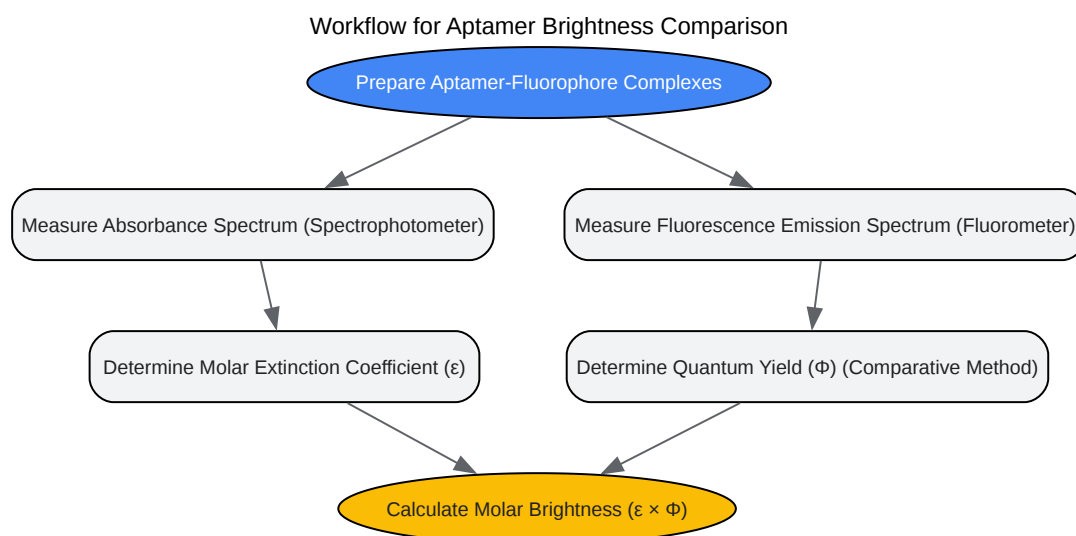 Workflow for Aptamer Brightness Comparison
Prepare Aptamer-Fluorophore Complexes
Measure Absorbance Spectrum (Spectrophotometer)
Measure Fluorescence Emission Spectrum (Fluorometer)
Determine Molar Extinction Coefficient (ε)
Determine Quantum Yield (Φ) (Comparative Method)
Calculate Molar Brightness (ε × Φ)